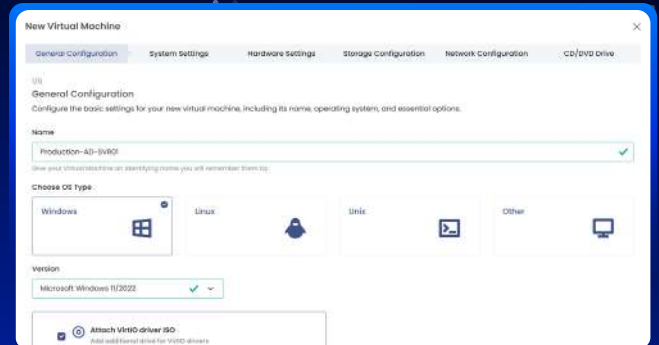 New Virtual Machine
General Configuration System Settings Hardware Settings Storage Configuration Network Configuration CD/DVD Drive
1/6
General Configuration
Configure the basic settings for your new virtual machine, including its name, operating system, and essential options.
Name
Production-AD-SVR01
Give your Virtual Machine an identifying name you will remember them by.
Choose OS Type
Windows Linux Unix Other
Version
Microsoft Windows 11/2022
Attach VirtIO driver ISO
Add additional drive for VirtIO drivers